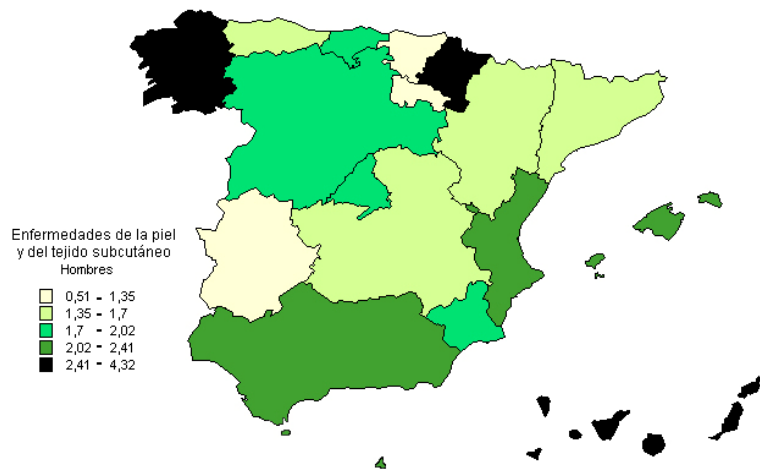 Enfermedades de la piel
y del tejido subcutáneo
Hombres
0,51 - 1,35
1,35 - 1,7
1,7 - 2,02
2,02 - 2,41
2,41 - 4,32